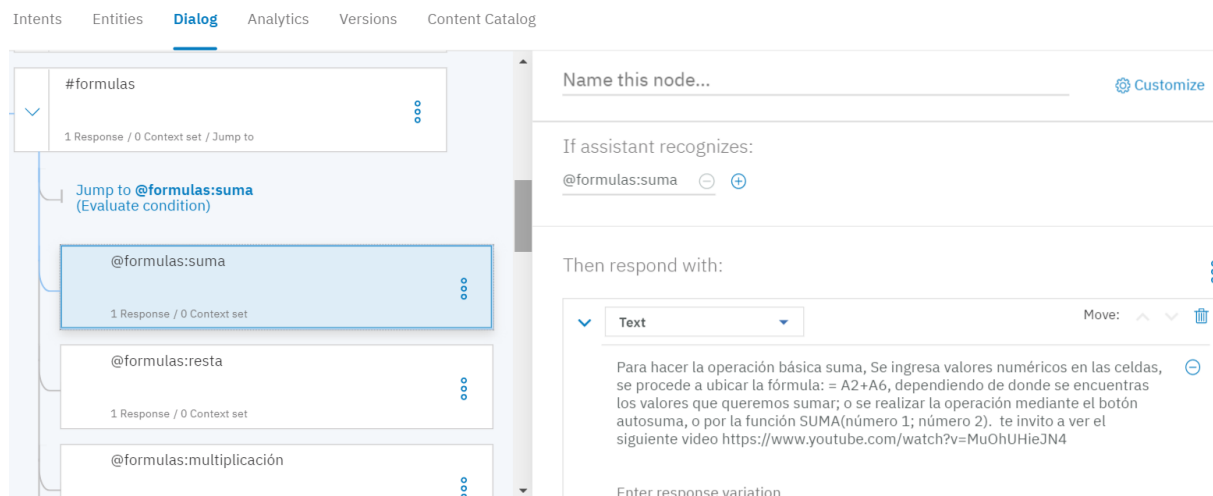 Intents Entities Dialog Analytics Versions Content Catalog
#formulas
1 Response / 0 Context set / Jump to
Jump to @formulas:suma
(Evaluate condition)
@formulas:suma
1 Response / 0 Context set
@formulas:resta
1 Response / 0 Context set
@formulas:multiplicación
Name this node...
Customize
If assistant recognizes:
@formulas:suma
Then respond with:
Text
Move:
Para hacer la operación básica suma, Se ingresa valores numéricos en las celdas,
se procede a ubicar la fórmula: = A2+A6, dependiendo de donde se encuentras
los valores que queremos sumar; o se realizar la operación mediante el botón
autosuma, o por la función SUMA(número 1; número 2). te invito a ver el
siguiente video https://www.youtube.com/watch?v=MuOhUHieJN4
Enter response variation